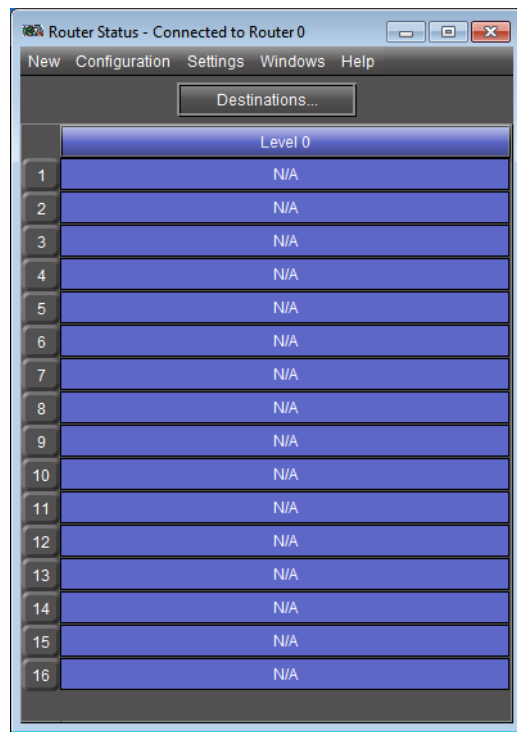 Router Status - Connected to Router 0
New Configuration Settings Windows Help
Destinations...
Level 0
1 N/A
2 N/A
3 N/A
4 N/A
5 N/A
6 N/A
7 N/A
8 N/A
9 N/A
10 N/A
11 N/A
12 N/A
13 N/A
14 N/A
15 N/A
16 N/A